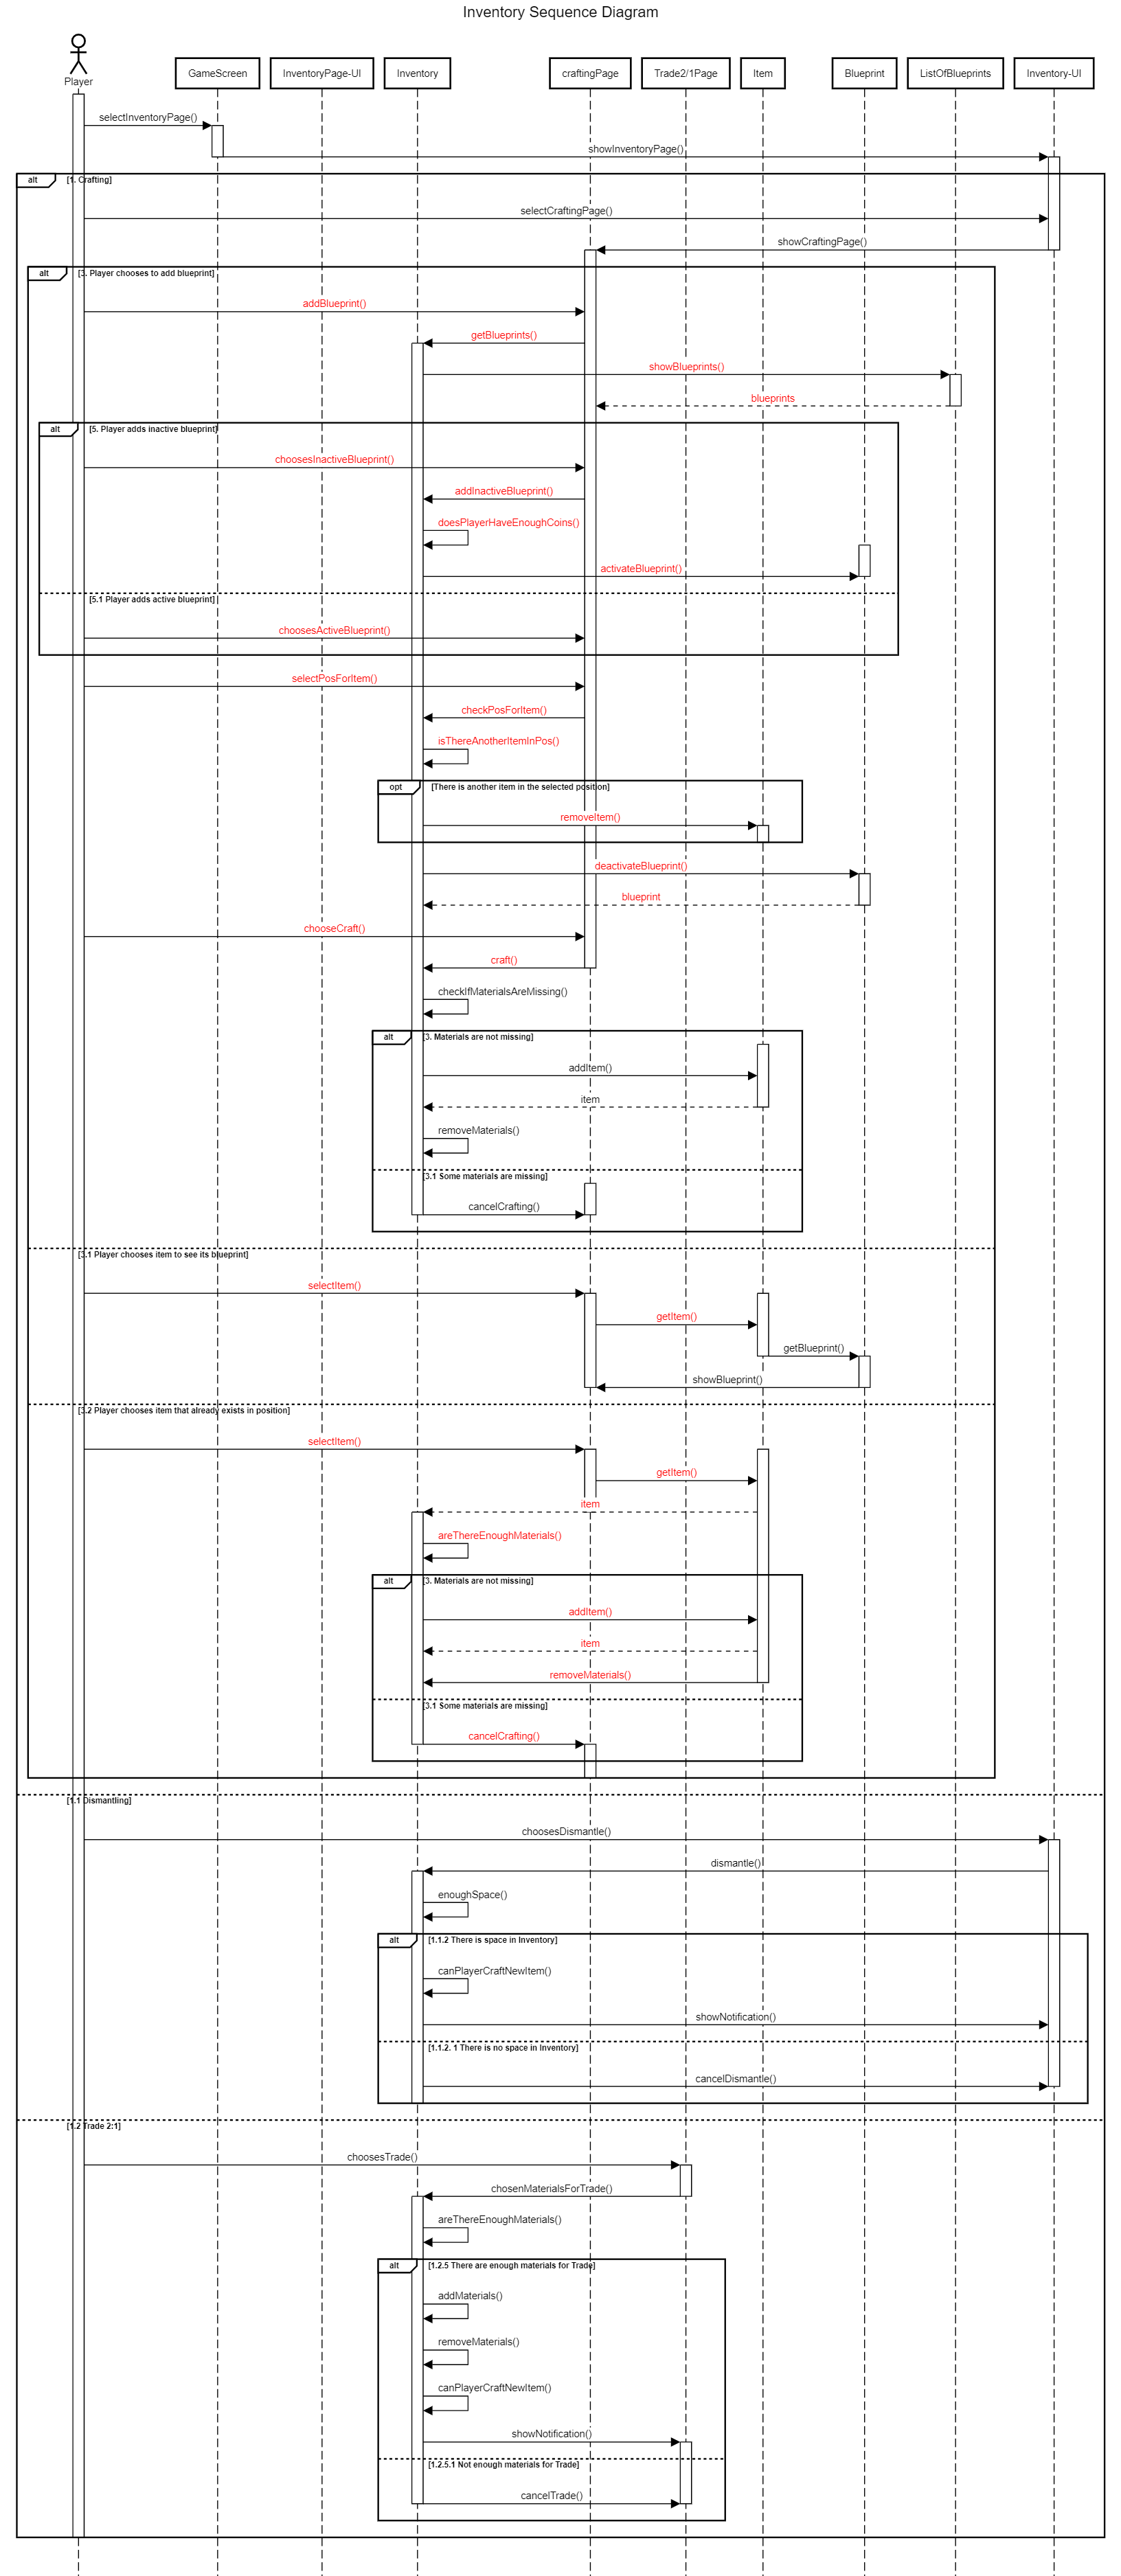 Inventory Sequence Diagram
Player
GameScreen
InventoryPage-UI
Inventory
craftingPage
Trade2/1Page
Item
Blueprint
ListOfBlueprints
Inventory-UI
selectInventoryPage()
showInventoryPage()
alt
[1. Crafting]
selectCraftingPage()
showCraftingPage()
alt
[3. Player chooses to add blueprint]
addBlueprint()
getBlueprints()
showBlueprints()
blueprints
alt
[5. Player adds inactive blueprint]
choosesInactiveBlueprint()
addInactiveBlueprint()
doesPlayerHaveEnoughCoins()
activateBlueprint()
[5.1 Player adds active blueprint]
choosesActiveBlueprint()
selectPosForItem()
checkPosForItem()
isThereAnotherItemInPos()
opt
[There is another item in the selected position]
removeItem()
deactivateBlueprint()
blueprint
chooseCraft()
craft()
checkIfMaterialsAreMissing()
alt
[3. Materials are not missing]
addItem()
item
removeMaterials()
[3.1 Some materials are missing]
cancelCrafting()
[3.1 Player chooses item to see its blueprint]
selectItem()
getItem()
getBlueprint()
showBlueprint()
[3.2 Player chooses item that already exists in position]
selectItem()
getItem()
item
areThereEnoughMaterials()
alt
[3. Materials are not missing]
addItem()
item
removeMaterials()
[3.1 Some materials are missing]
cancelCrafting()
[1.1 Dismantling]
choosesDismantle()
dismantle()
enoughSpace()
alt
[1.1.2 There is space in Inventory]
canPlayerCraftNewItem()
showNotification()
[1.1.2. 1 There is no space in Inventory]
cancelDismantle()
[1.2 Trade 2:1]
choosesTrade()
chosenMaterialsForTrade()
areThereEnoughMaterials()
alt
[1.2.5 There are enough materials for Trade]
addMaterials()
removeMaterials()
canPlayerCraftNewItem()
showNotification()
[1.2.5.1 Not enough materials for Trade]
cancelTrade()